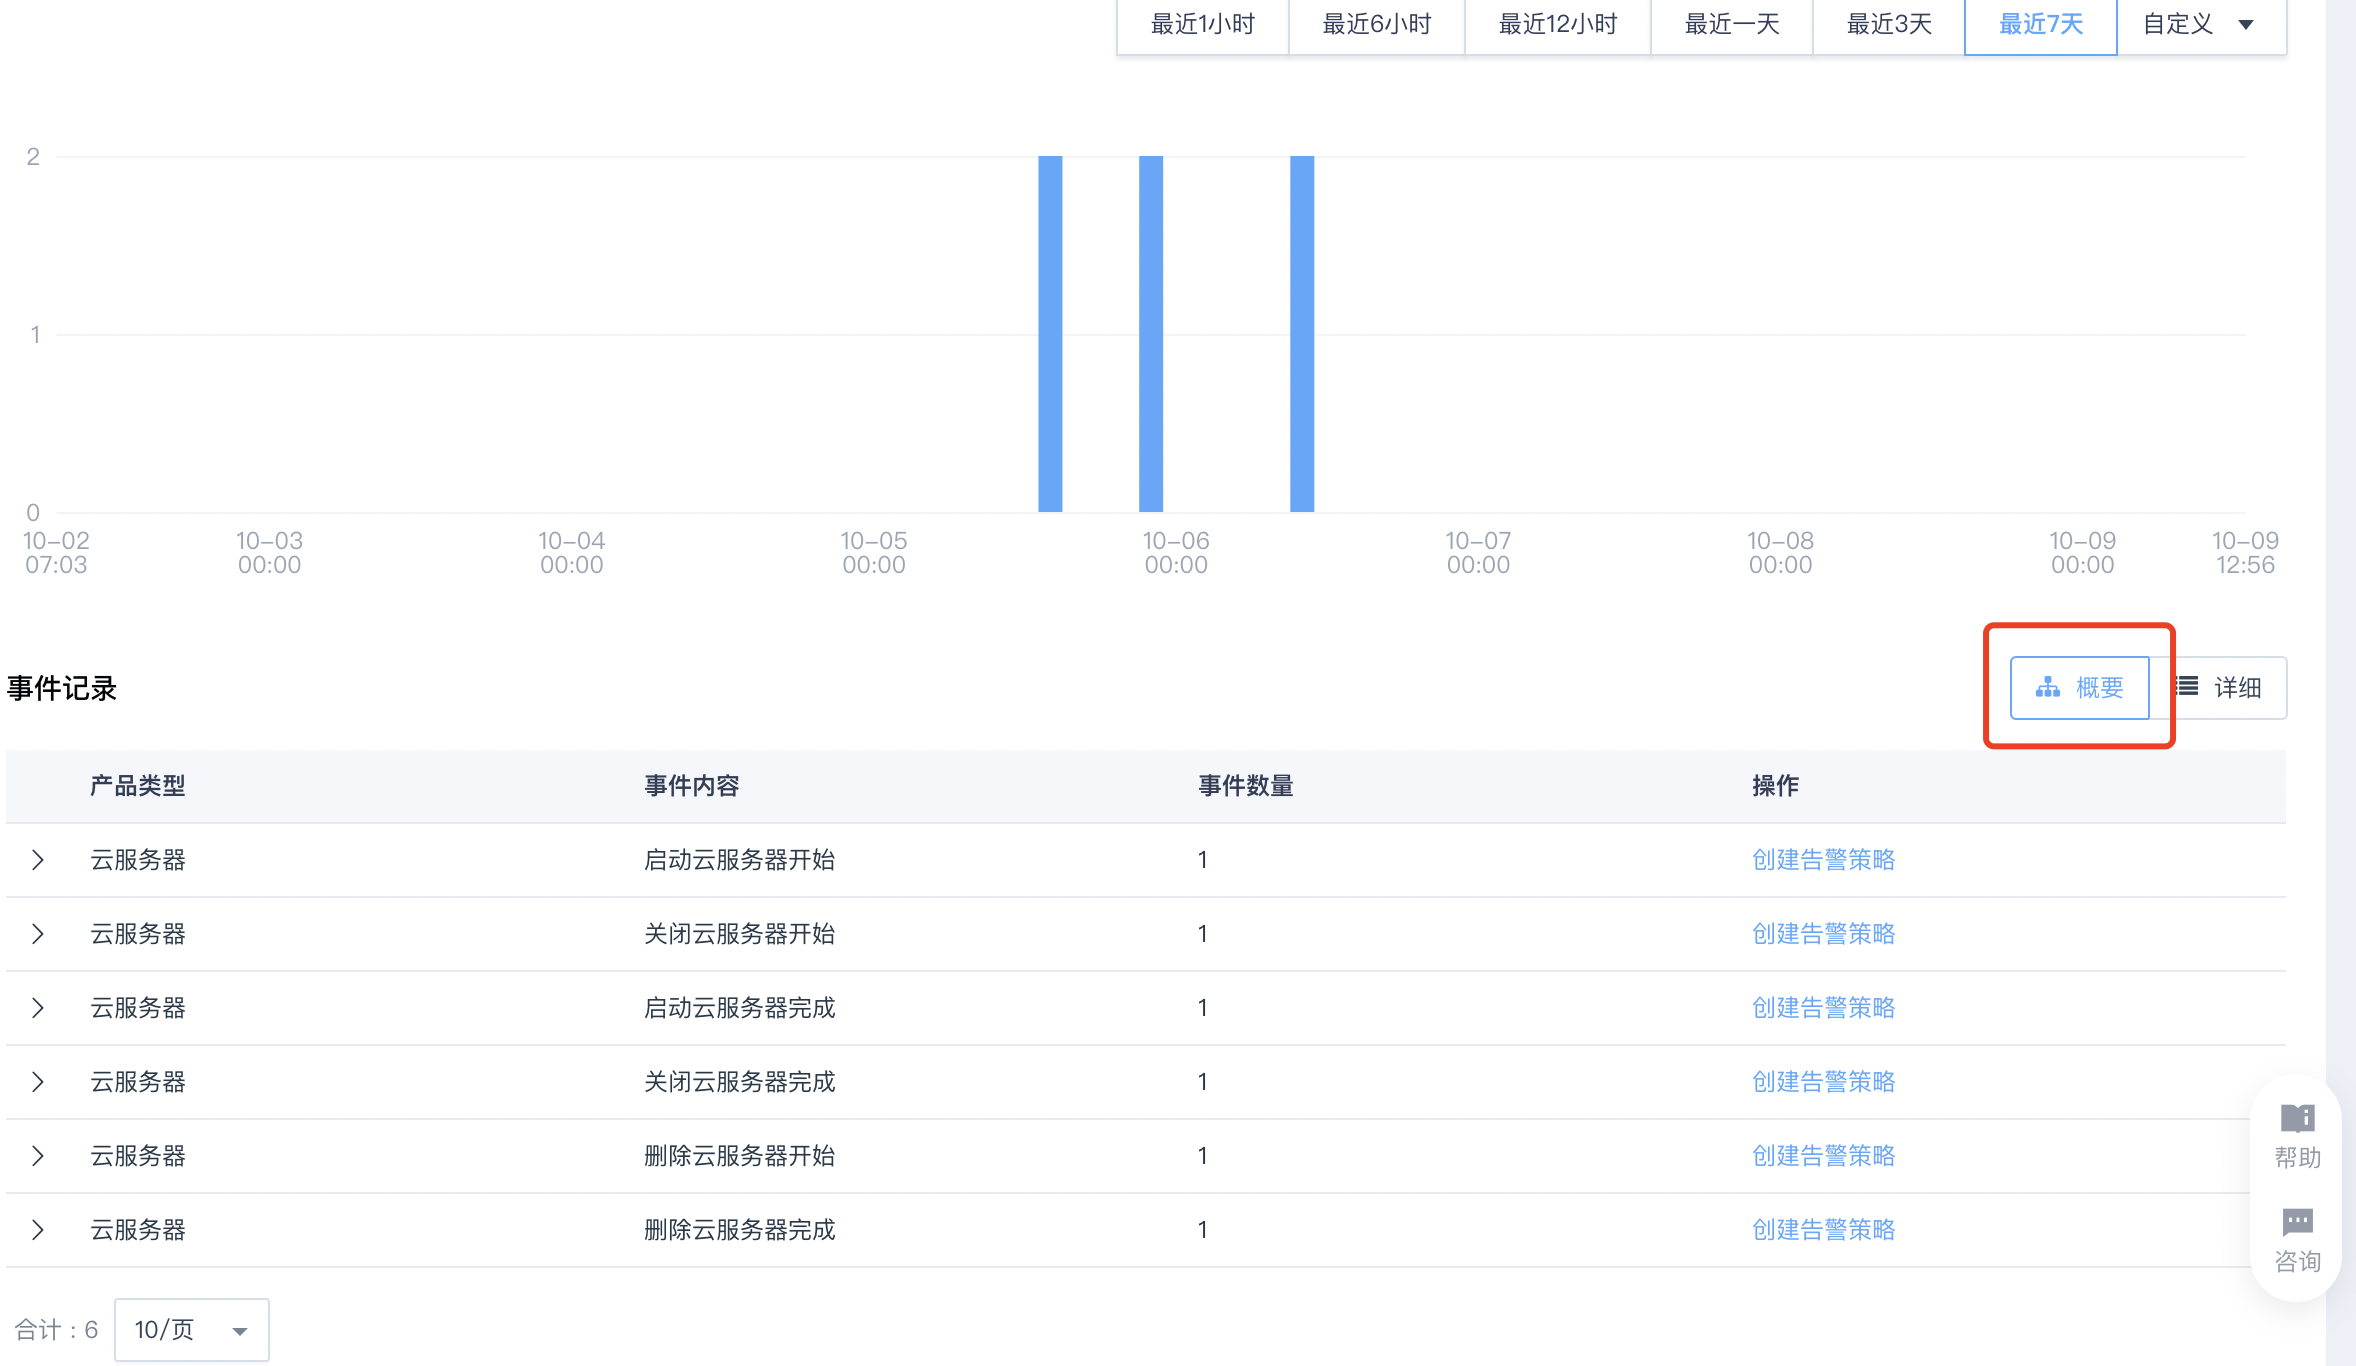 最近1小时 最近6小时 最近12小时 最近一天 最近3天 最近7天 自定义
2
1
0
10-02 10-03 10-04 10-05 10-06 10-07 10-08 10-09 10-09
07:03 00:00 00:00 00:00 00:00 00:00 00:00 00:00 12:56
事件记录 概要 详细
产品类型 事件内容 事件数量 操作
云服务器 启动云服务器开始 1 创建告警策略
云服务器 关闭云服务器开始 1 创建告警策略
云服务器 启动云服务器完成 1 创建告警策略
云服务器 关闭云服务器完成 1 创建告警策略
云服务器 删除云服务器开始 1 创建告警策略
云服务器 删除云服务器完成 1 创建告警策略
帮助
咨询
合计：6 10/页